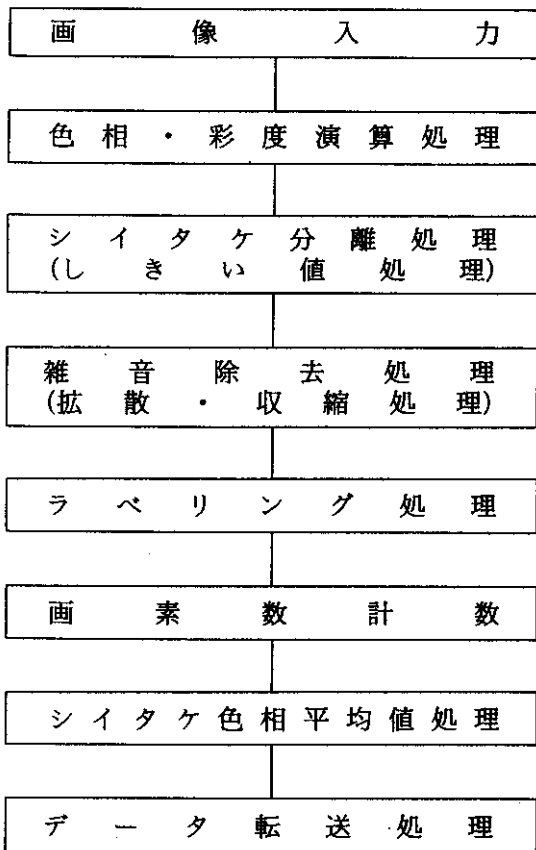 画像入力
色相・彩度演算処理
シイタケ分離処理
(しきい値処理)
雑音除去処理
(拡散・収縮処理)
ラベリング処理
画素数計数
シイタケ色相平均値処理
データ転送処理